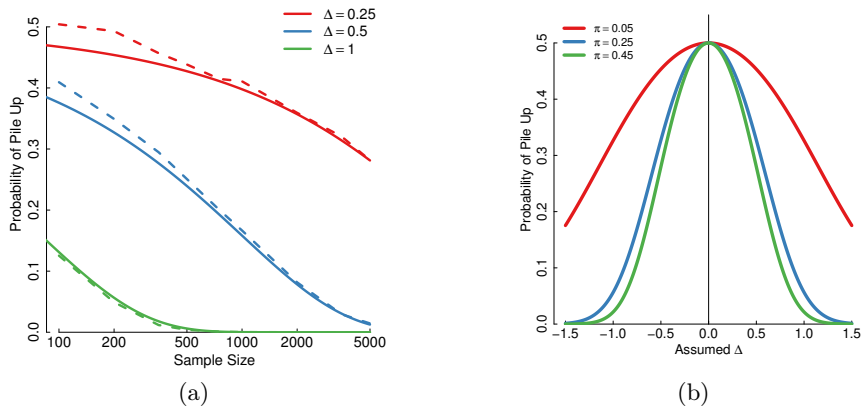 Δ = 0.25
Δ = 0.5
Δ = 1
Probability of Pile Up
0.5
0.4
0.3
0.2
0.1
0.0
100 200 500 1000 2000 5000
Sample Size
(a)
π = 0.05
π = 0.25
π = 0.45
Probability of Pile Up
0.5
0.4
0.3
0.2
0.1
0.0
−1.5 −1.0 −0.5 0.0 0.5 1.0 1.5
Assumed Δ
(b)